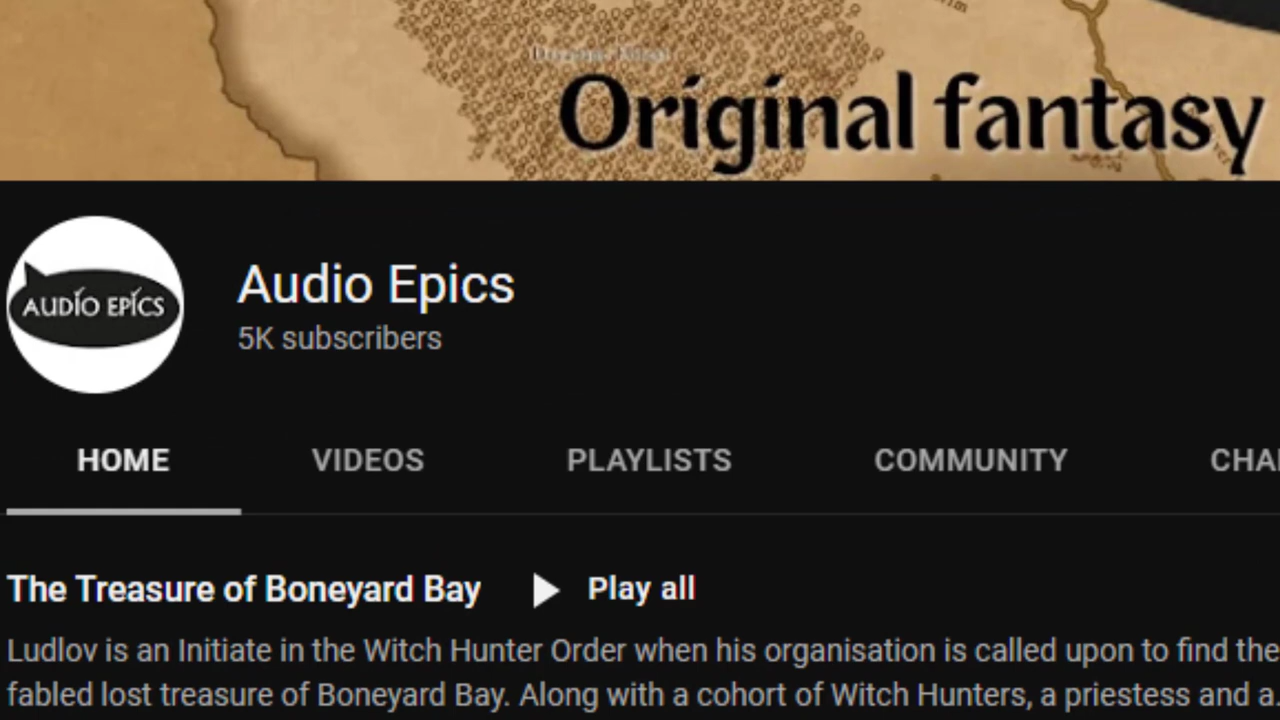 Original fantasy
AUDIO EPICS
Audio Epics
5K subscribers
HOME VIDEOS PLAYLISTS COMMUNITY CHA
The Treasure of Boneyard Bay Play all
Ludlov is an Initiate in the Witch Hunter Order when his organisation is called upon to find the
fabled lost treasure of Boneyard Bay. Along with a cohort of Witch Hunters, a priestess and a